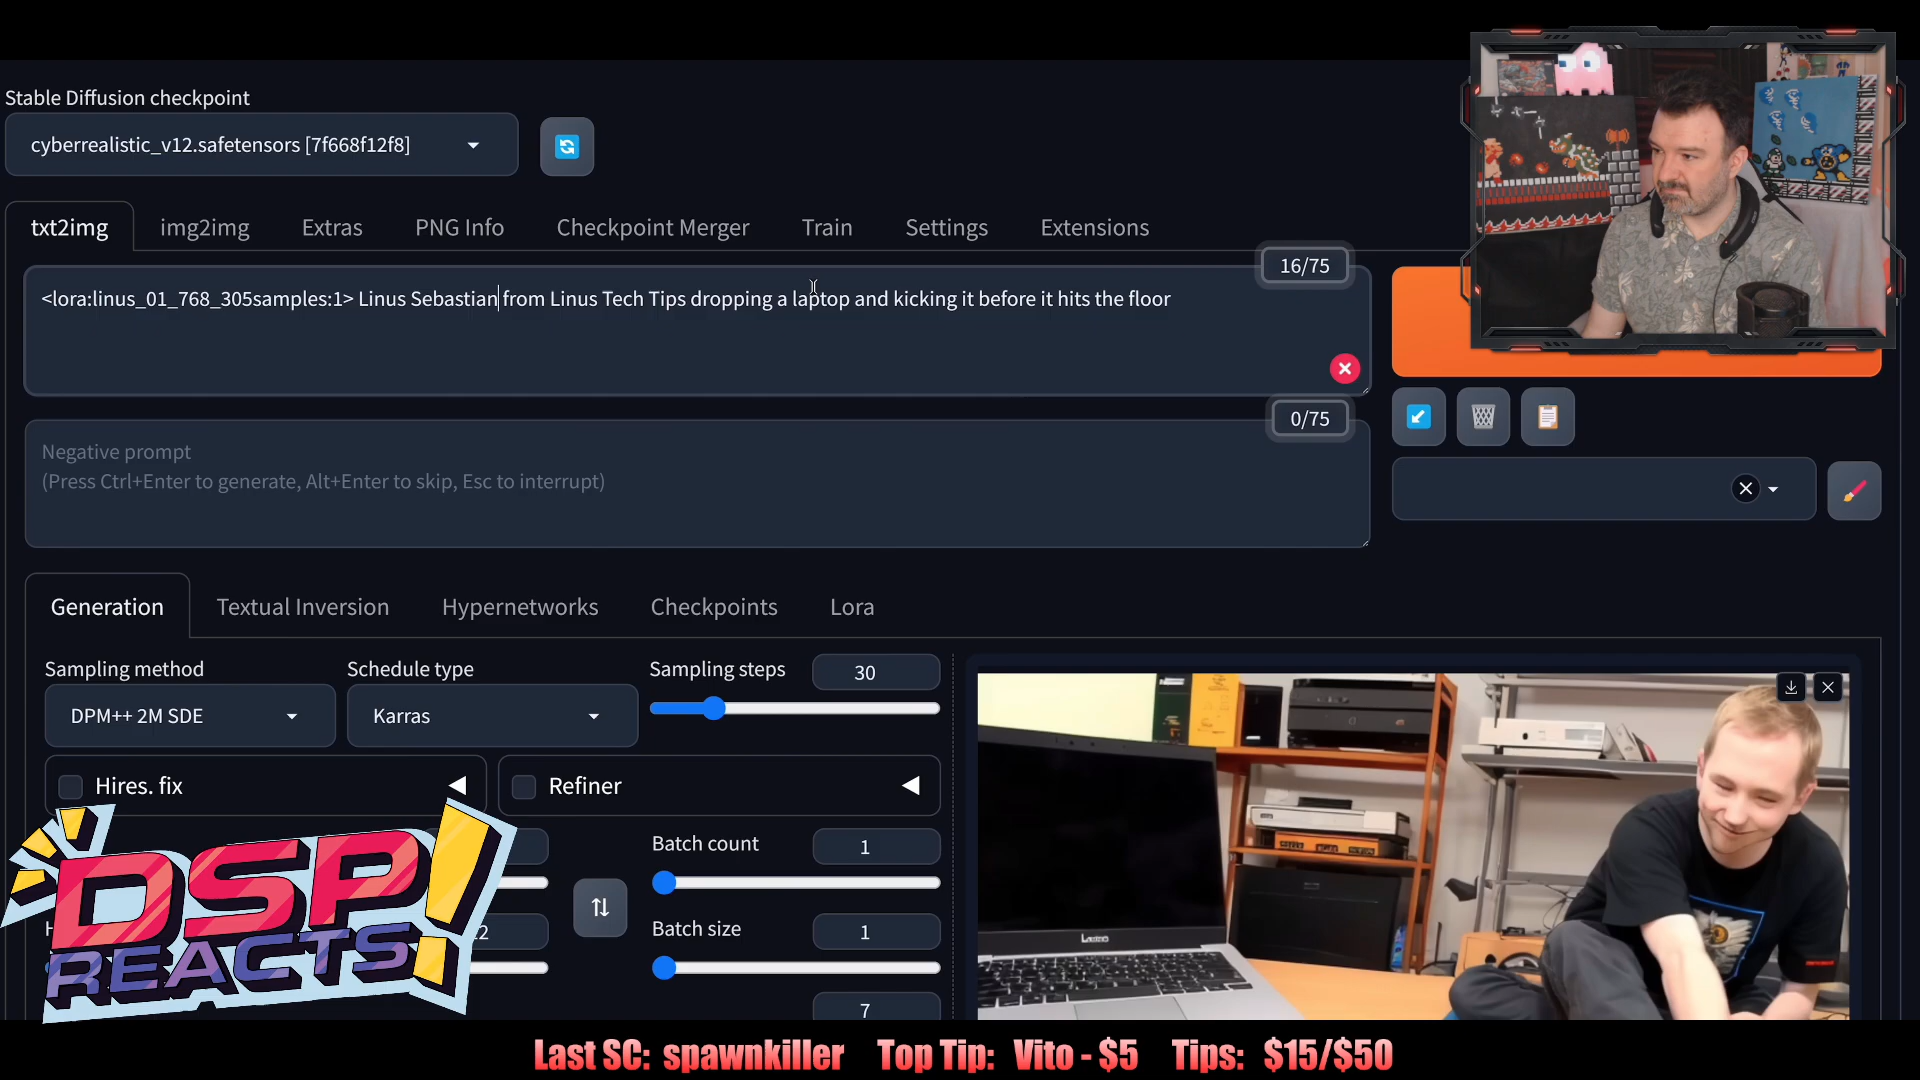 Stable Diffusion checkpoint
cyberrealistic_v12.safetensors [7f668f12f8]
txt2img img2img Extras PNG Info Checkpoint Merger Train Settings Extensions
16/75
<lora:linus_01_768_305samples:1> Linus Sebastian from Linus Tech Tips dropping a laptop and kicking it before it hits the floor
0/75
Negative prompt
(Press Ctrl+Enter to generate, Alt+Enter to skip, Esc to interrupt)
Generation Textual Inversion Hypernetworks Checkpoints Lora
Sampling method Schedule type Sampling steps 30
DPM++ 2M SDE Karras
Hires. fix Refiner
Batch count 1
Batch size 1
7
DSP!
REACTS
Last SC: spawnkiller Top Tip: Vito - $5 Tips: $15/$50